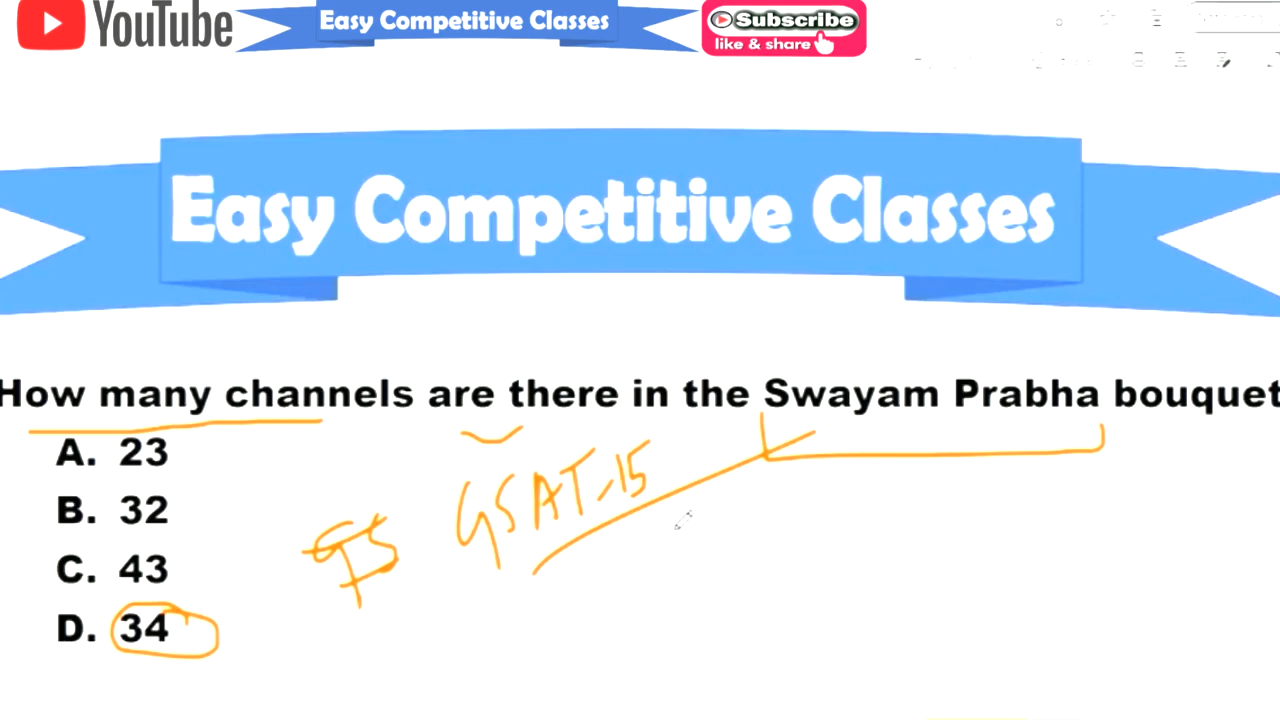 YouTube Easy Competitive Classes Subscribe
like & share
Easy Competitive Classes
How many channels are there in the Swayam Prabha bouquet
A. 23
B. 32
C. 43
D. 34
GSAT-15